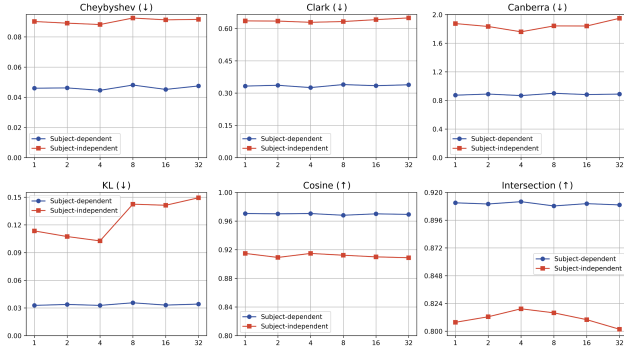 Cheybyshev (↓)
0.08
0.06
0.04
0.02
0.00
1 2 4 8 16 32
Subject-dependent
Subject-independent
Clark (↓)
0.60
0.45
0.30
0.15
0.00
1 2 4 8 16 32
Subject-dependent
Subject-independent
Canberra (↓)
2.0
1.6
1.2
0.8
0.4
0.0
1 2 4 8 16 32
Subject-dependent
Subject-independent
KL (↓)
0.15
0.12
0.09
0.06
0.03
0.00
1 2 4 8 16 32
Subject-dependent
Subject-independent
Cosine (↑)
1.00
0.96
0.92
0.88
0.84
0.80
1 2 4 8 16 32
Subject-dependent
Subject-independent
Intersection (↑)
0.920
0.896
0.872
0.848
0.824
0.800
1 2 4 8 16 32
Subject-dependent
Subject-independent